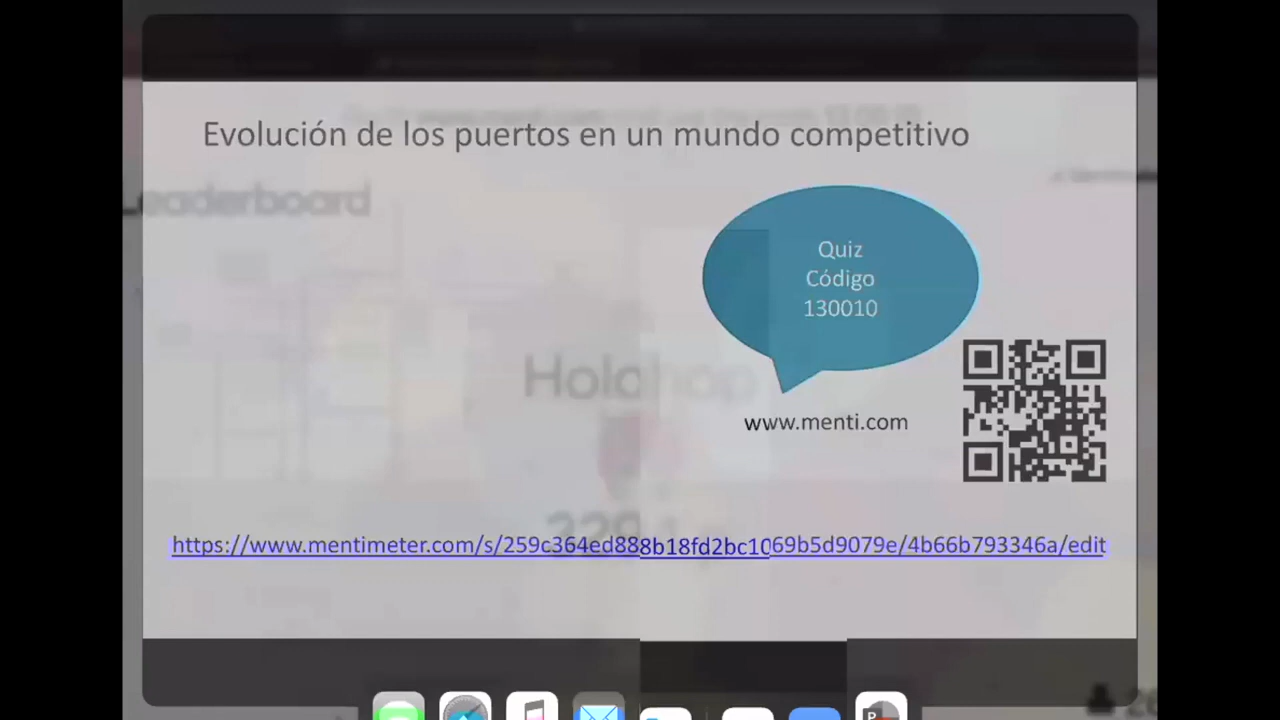 Evolución de los puertos en un mundo competitivo
Leaderboard
Quiz
Código
130010
www.menti.com
https://www.mentimeter.com/s/259c364ed888b18fd2bc1069b5d9079e/4b66b793346a/edit